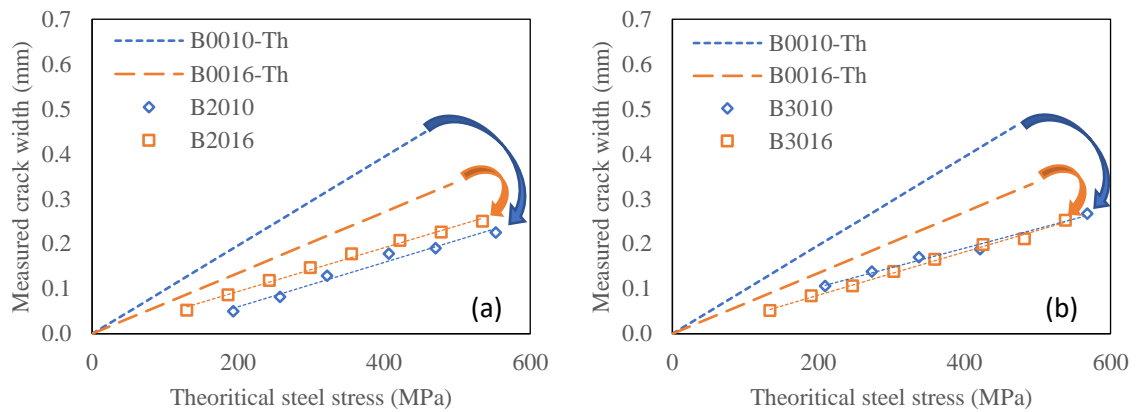 Measured crack width (mm)
0.7
0.6
0.5
0.4
0.3
0.2
0.1
0.0
B0010-Th
B0016-Th
B2010
B2016
(a)
0
200
400
600
Theoritical steel stress (MPa)
Measured crack width (mm)
0.7
0.6
0.5
0.4
0.3
0.2
0.1
0.0
B0010-Th
B0016-Th
B3010
B3016
(b)
0
200
400
600
Theoritical steel stress (MPa)